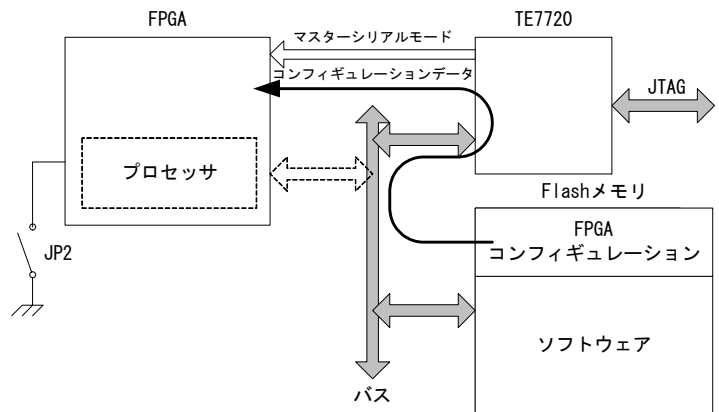 FPGA
TE7720
マスターシリアルモード
コンフィギュレーションデータ
JTAG
プロセッサ
Flashメモリ
FPGA
コンフィギュレーション
JP2
ソフトウェア
バス